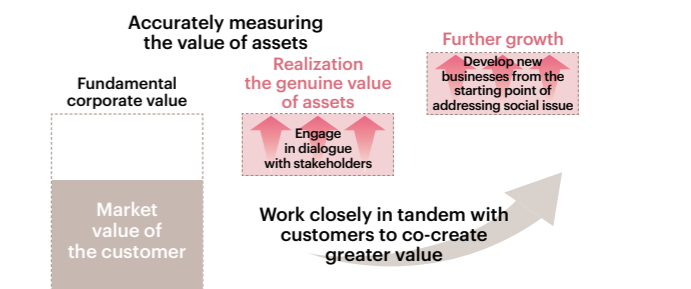 Accurately measuring
the value of assets
Fundamental
corporate value
Market
value of
the customer
Realization
the genuine value
of assets
Engage
in dialogue
with stakeholders
Further growth
Develop new
businesses from the
starting point of
addressing social issue
Work closely in tandem with
customers to co-create
greater value